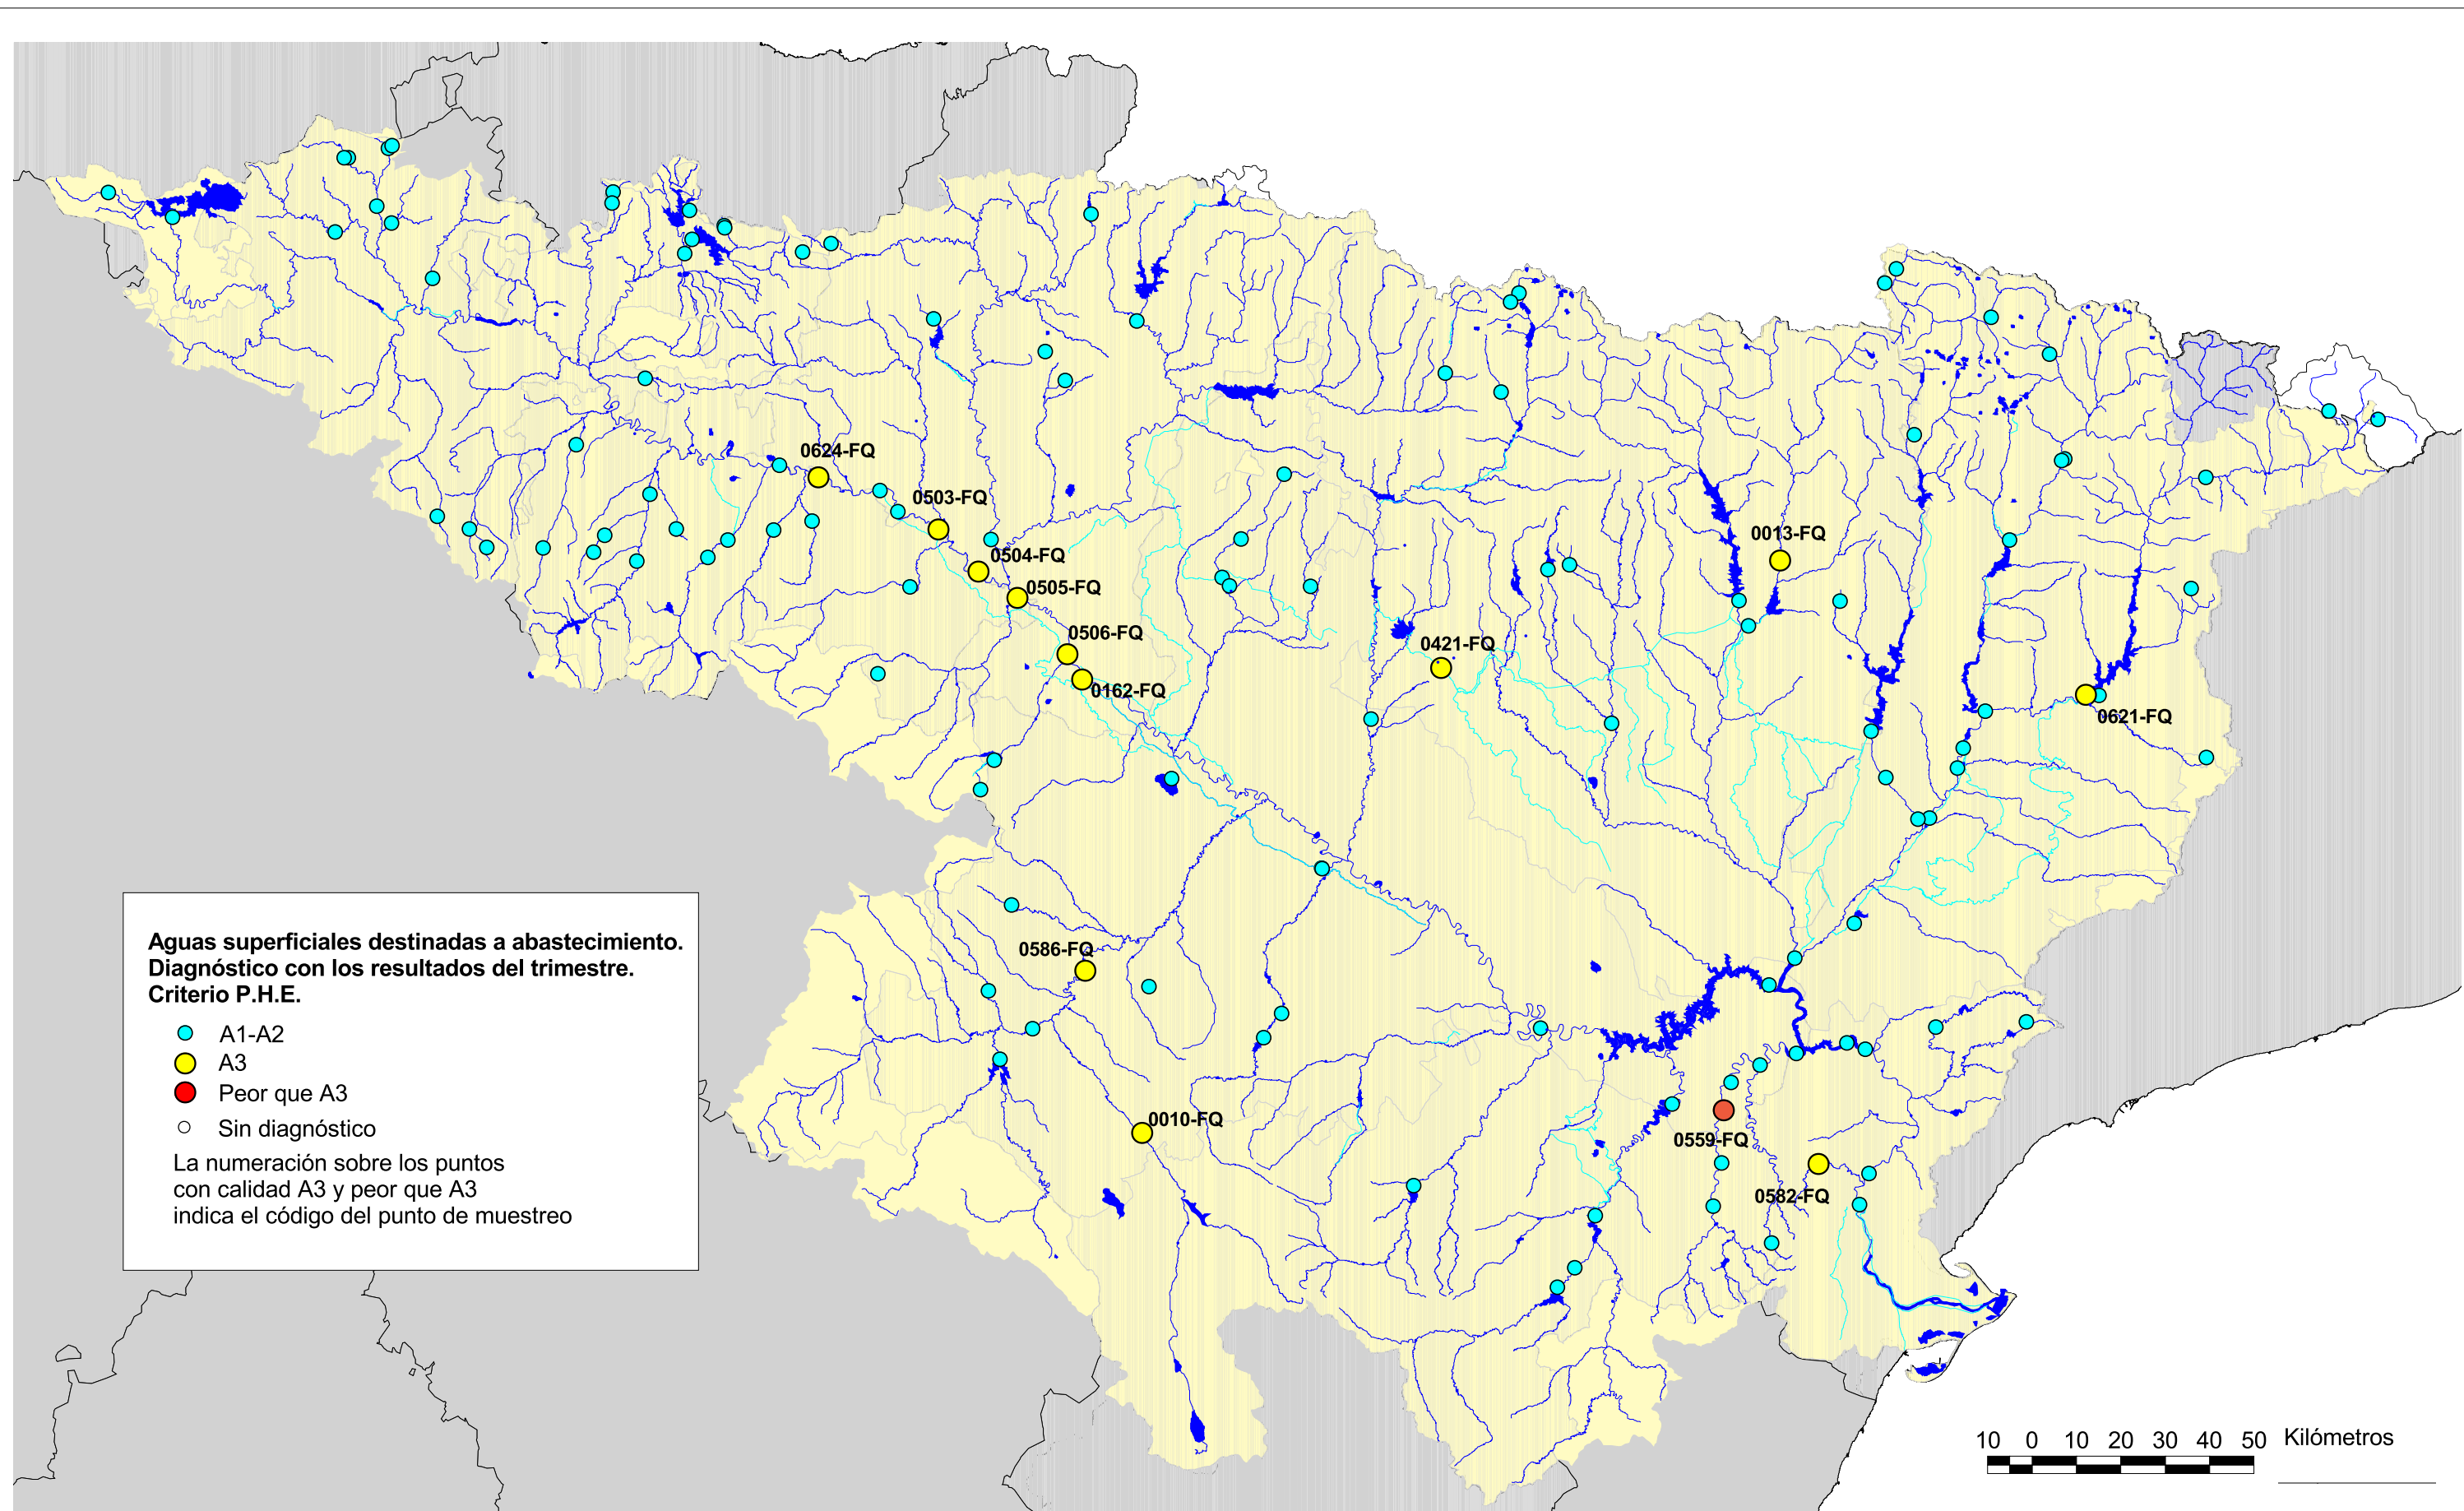 0624-FQ
0503-FQ
0504-FQ
0013-FQ
0505-FQ
0506-FQ
0421-FQ
0162-FQ
0621-FQ
0586-FQ
0010-FQ
0559-FQ
0582-FQ
Aguas superficiales destinadas a abastecimiento.
Diagnóstico con los resultados del trimestre.
Criterio P.H.E.
A1-A2
A3
Peor que A3
Sin diagnóstico
La numeración sobre los puntos
con calidad A3 y peor que A3
indica el código del punto de muestreo
10 0 10 20 30 40 50 Kilómetros